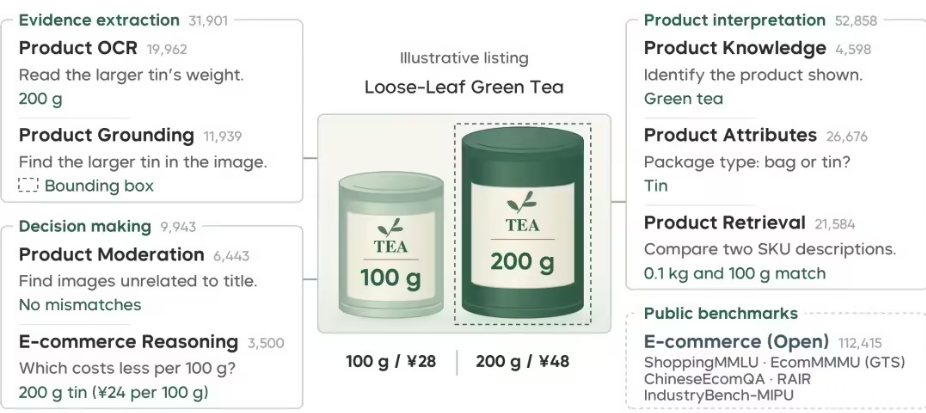 Evidence extraction 31,901
Product OCR 19,962
Read the larger tin's weight.
200 g
Product Grounding 11,939
Find the larger tin in the image.
Bounding box
Decision making 9,943
Product Moderation 6,443
Find images unrelated to title.
No mismatches
E-commerce Reasoning 3,500
Which costs less per 100 g?
200 g tin (¥24 per 100 g)
Illustrative listing
Loose-Leaf Green Tea
TEA
100 g
TEA
200 g
100 g / ¥28
200 g / ¥48
Product interpretation 52,858
Product Knowledge 4,598
Identify the product shown.
Green tea
Product Attributes 26,676
Package type: bag or tin?
Tin
Product Retrieval 21,584
Compare two SKU descriptions.
0.1 kg and 100 g match
Public benchmarks
E-commerce (Open) 112,415
ShoppingMMLU · EcomMMMU (GTS)
ChineseEcomQA · RAIR
IndustryBench-MIPU